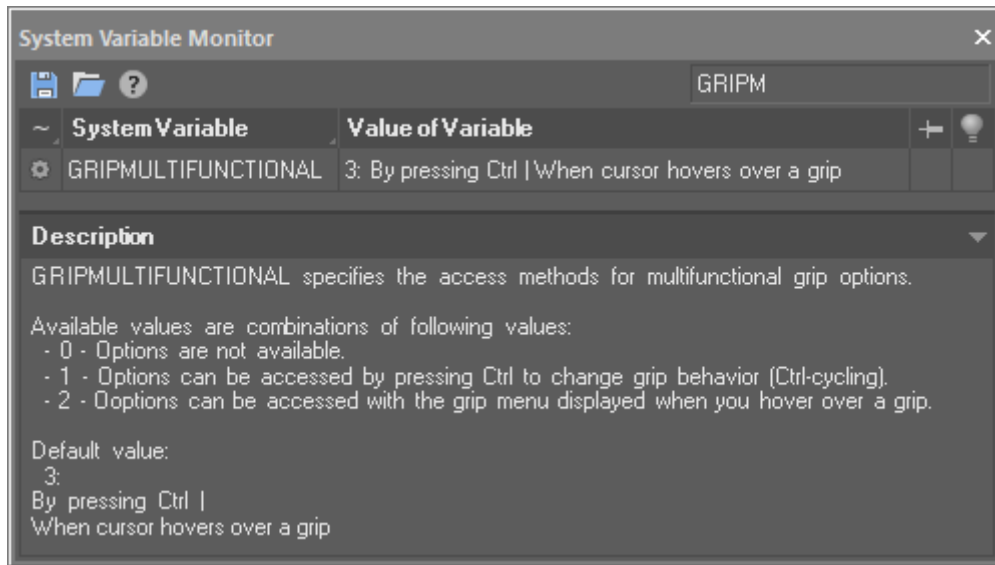 System Variable Monitor
GRIPM
~ System Variable Value of Variable
GRIPMULTIFUNCTIONAL 3: By pressing Ctrl | When cursor hovers over a grip
Description
GRIPMULTIFUNCTIONAL specifies the access methods for multifunctional grip options.
Available values are combinations of following values:
- 0 - Options are not available.
- 1 - Options can be accessed by pressing Ctrl to change grip behavior (Ctrl-cycling).
- 2 - Ooptions can be accessed with the grip menu displayed when you hover over a grip.
Default value:
3:
By pressing Ctrl |
When cursor hovers over a grip